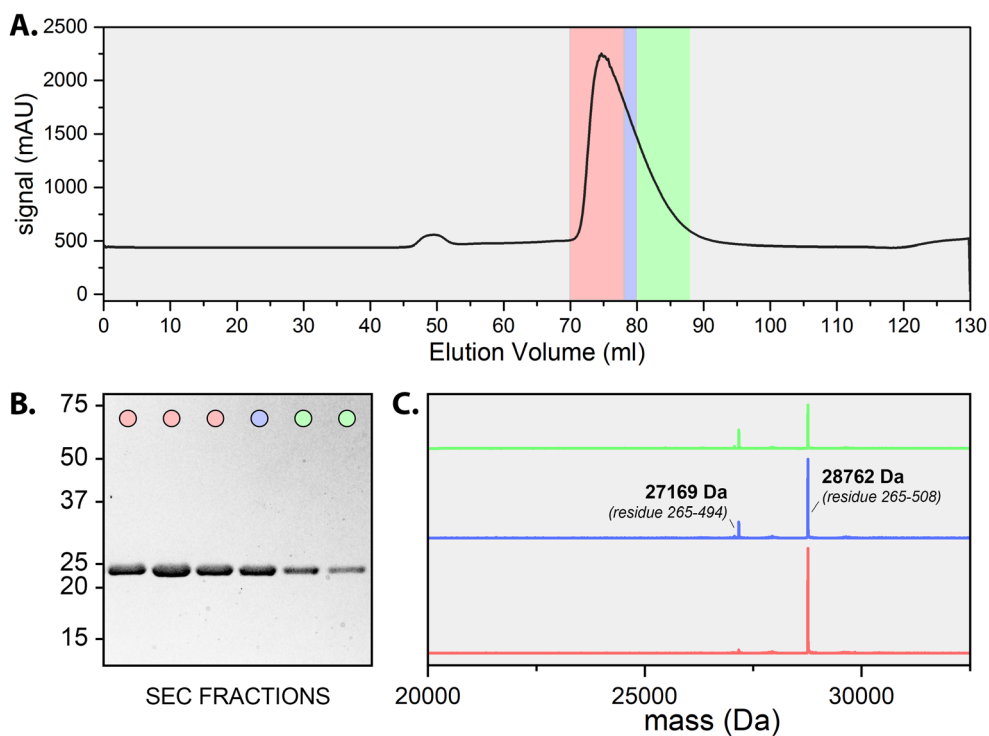 A.
2500
2000
1500
1000
500
0
signal (mAU)
0 10 20 30 40 50 60 70 80 90 100 110 120 130
Elution Volume (ml)
B.
75
50
37
25
20
15
SEC FRACTIONS
C.
27169 Da
(residue 265-494)
28762 Da
(residue 265-508)
20000 25000 30000
mass (Da)